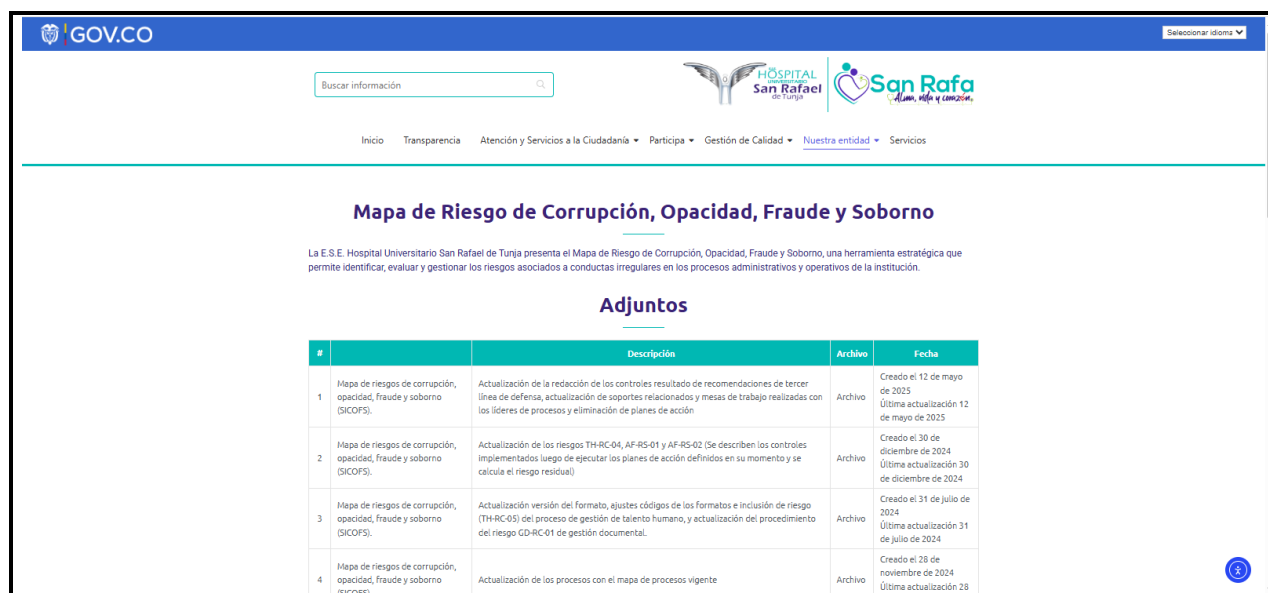 GOV.CO
Seleccionar idioma
Buscar información
HOSPITAL
UNIVERSITARIO
San Rafael
de Tunja
San Rafa
Alma, vida y corazón.
Inicio Transparencia Atención y Servicios a la Ciudadanía Participa Gestión de Calidad Nuestra entidad Servicios
Mapa de Riesgo de Corrupción, Opacidad, Fraude y Soborno
La E.S.E. Hospital Universitario San Rafael de Tunja presenta el Mapa de Riesgo de Corrupción, Opacidad, Fraude y Soborno, una herramienta estratégica que
permite identificar, evaluar y gestionar los riesgos asociados a conductas irregulares en los procesos administrativos y operativos de la institución.
Adjuntos
# Descripción Archivo Fecha
1
Mapa de riesgos de corrupción,
opacidad, fraude y soborno
(SICOFS).
Actualización de la redacción de los controles resultado de recomendaciones de tercer
línea de defensa, actualización de soportes relacionados y mesas de trabajo realizadas con
los líderes de procesos y eliminación de planes de acción
Archivo
Creado el 12 de mayo
de 2025
Última actualización 12
de mayo de 2025
2
Mapa de riesgos de corrupción,
opacidad, fraude y soborno
(SICOFS).
Actualización de los riesgos TH-RC-04, AF-RS-01 y AF-RS-02 (Se describen los controles
implementados luego de ejecutar los planes de acción definidos en su momento y se
calcula el riesgo residual)
Archivo
Creado el 30 de
diciembre de 2024
Última actualización 30
de diciembre de 2024
3
Mapa de riesgos de corrupción,
opacidad, fraude y soborno
(SICOFS).
Actualización versión del formato, ajustes códigos de los formatos e inclusión de riesgo
(TH-RC-05) del proceso de gestión de talento humano, y actualización del procedimiento
del riesgo GD-RC-01 de gestión documental.
Archivo
Creado el 31 de julio de
2024
Última actualización 31
de julio de 2024
4
Mapa de riesgos de corrupción,
opacidad, fraude y soborno
(SICOFS).
Actualización de los procesos con el mapa de procesos vigente
Archivo
Creado el 28 de
noviembre de 2024
Última actualización 28